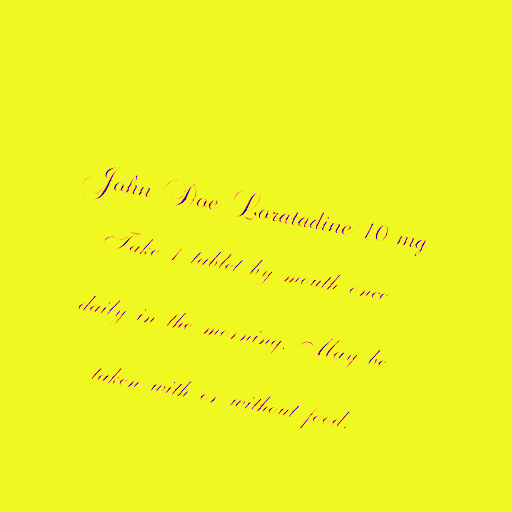 John Doe Loratadine 10 mg
Take 1 tablet by mouth once
daily in the morning. May be
taken with or without food.